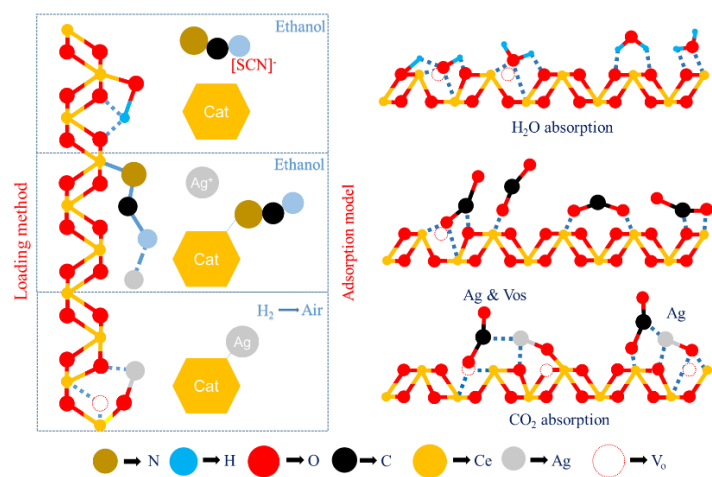 Ethanol
[SCN]-
Cat
H2O absorption
Loading method
Ethanol
Ag+
Cat
Adsorption model
H2 → Air
Ag
Cat
Ag & Vos
Ag
CO2 absorption
→ N → H → O → C → Ce → Ag → Vo